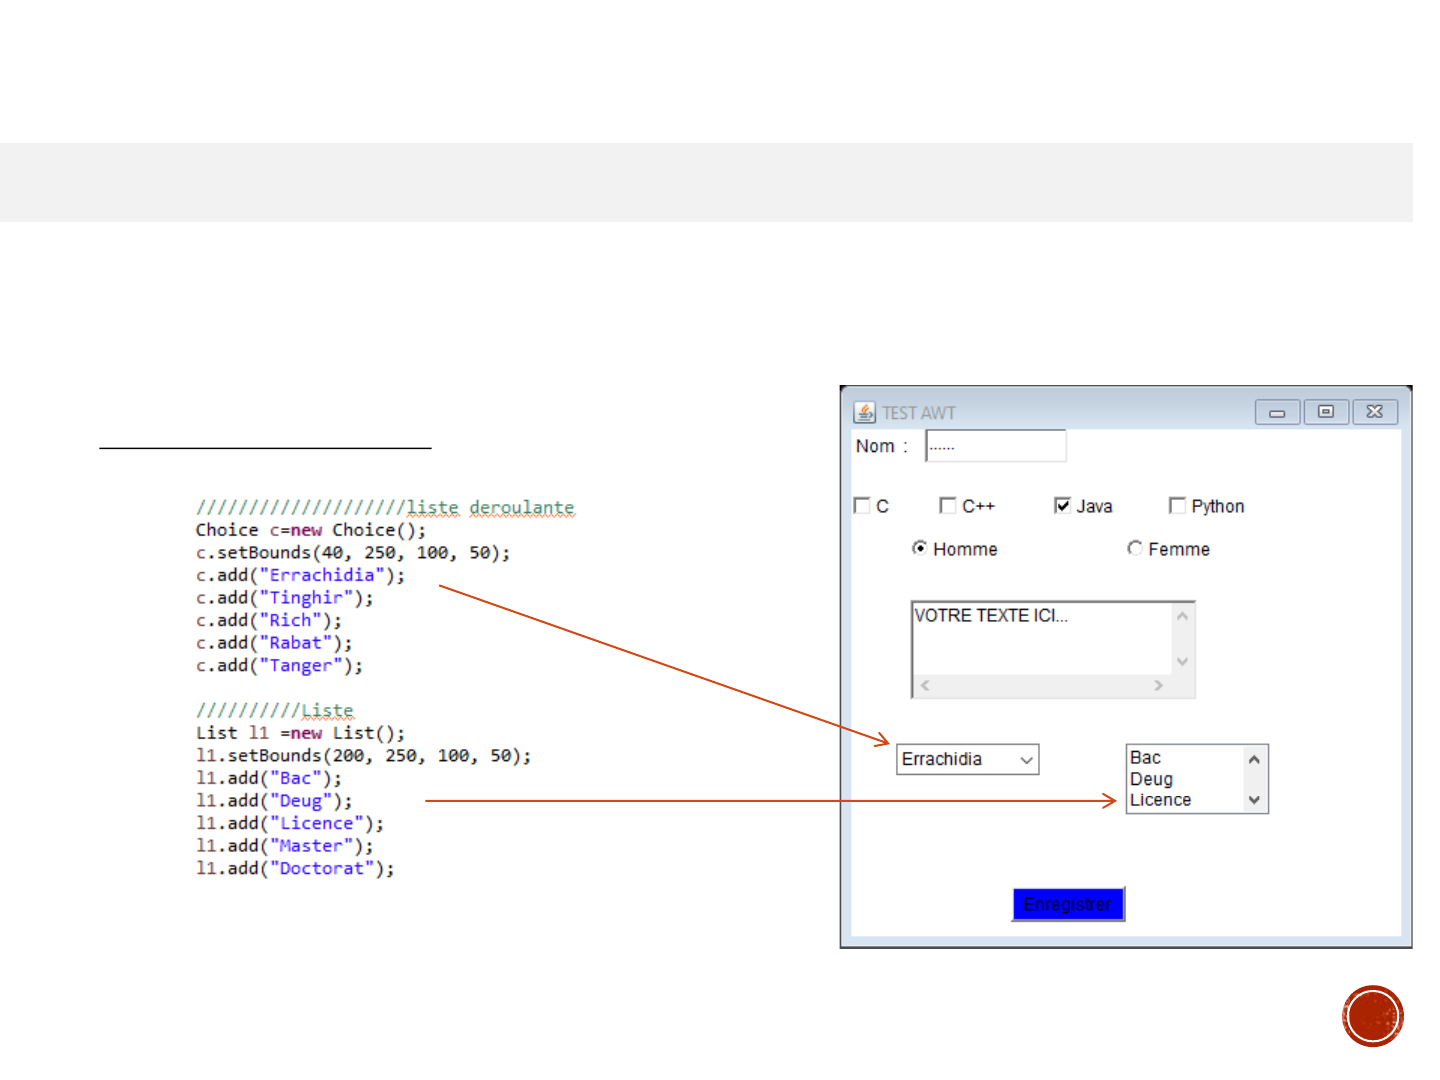 ////////////////////liste deroulante
Choice c=new Choice();
c.setBounds(40, 250, 100, 50);
c.add("Errachidia");
c.add("Tinghir");
c.add("Rich");
c.add("Rabat");
c.add("Tanger");
//////////Liste
List l1 =new List();
l1.setBounds(200, 250, 100, 50);
l1.add("Bac");
l1.add("Deug");
l1.add("Licence");
l1.add("Master");
l1.add("Doctorat");
TEST AWT
Nom : ......
C C++ Java Python
Homme Femme
VOTRE TEXTE ICI...
Errachidia
Bac
Deug
Licence
Enregistrer